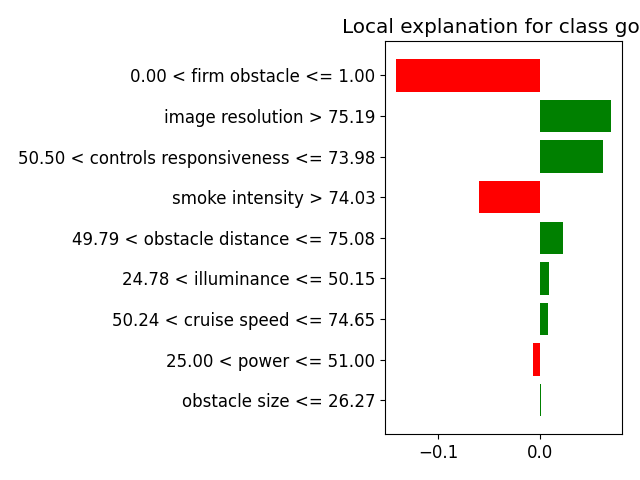 Local explanation for class go
0.00 < firm obstacle <= 1.00
image resolution > 75.19
50.50 < controls responsiveness <= 73.98
smoke intensity > 74.03
49.79 < obstacle distance <= 75.08
24.78 < illuminance <= 50.15
50.24 < cruise speed <= 74.65
25.00 < power <= 51.00
obstacle size <= 26.27
−0.1 0.0